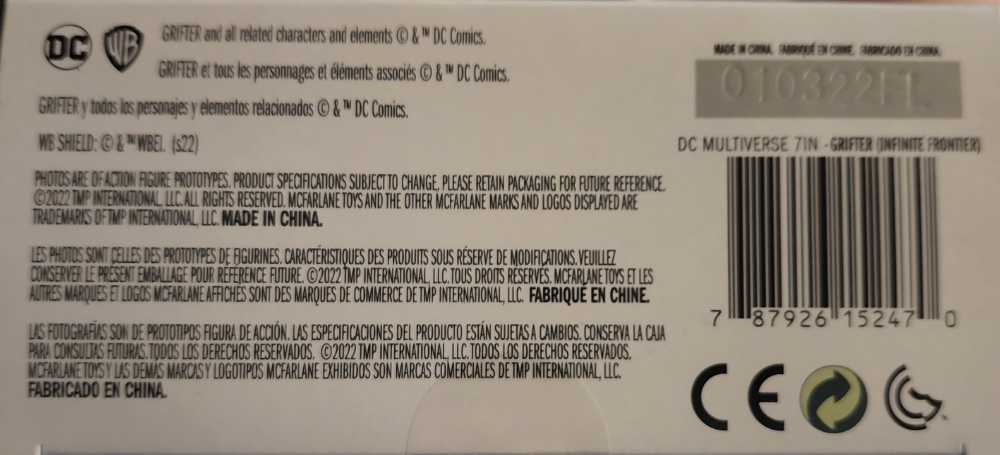 DC WB
GRIFTER and all related characters and elements © & ™ DC Comics.
GRIFTER et tous les personnages et éléments associés © & ™ DC Comics.
GRIFTER y todos los personajes y elementos relacionados © & ™ DC Comics.
WB SHIELD: © & ™ WBEI. (s22)
PHOTOS ARE OF ACTION FIGURE PROTOTYPES. PRODUCT SPECIFICATIONS SUBJECT TO CHANGE. PLEASE RETAIN PACKAGING FOR FUTURE REFERENCE.
©2022 TMP INTERNATIONAL, LLC. ALL RIGHTS RESERVED. MCFARLANE TOYS AND THE OTHER MCFARLANE MARKS AND LOGOS DISPLAYED ARE
TRADEMARKS OF TMP INTERNATIONAL, LLC. MADE IN CHINA.
LES PHOTOS SONT CELLES DES PROTOTYPES DE FIGURINES. CARACTÉRISTIQUES DES PRODUITS SOUS RÉSERVE DE MODIFICATIONS. VEUILLEZ
CONSERVER LE PRÉSENT EMBALLAGE POUR RÉFÉRENCE FUTURE. ©2022 TMP INTERNATIONAL, LLC. TOUS DROITS RÉSERVÉS. MCFARLANE TOYS ET LES
AUTRES MARQUES ET LOGOS MCFARLANE AFFICHÉS SONT DES MARQUES DE COMMERCE DE TMP INTERNATIONAL, LLC. FABRIQUÉ EN CHINE.
LAS FOTOGRAFÍAS SON DE PROTOTIPOS FIGURA DE ACCIÓN. LAS ESPECIFICACIONES DEL PRODUCTO ESTÁN SUJETAS A CAMBIOS. CONSERVA LA CAJA
PARA CONSULTAS FUTURAS. TODOS LOS DERECHOS RESERVADOS. ©2022 TMP INTERNATIONAL, LLC. TODOS LOS DERECHOS RESERVADOS.
MCFARLANE TOYS Y LAS DEMAS MARCAS Y LOGOTIPOS MCFARLANE EXHIBIDOS SON MARCAS COMERCIALES DE TMP INTERNATIONAL, LLC.
FABRICADO EN CHINA.
MADE IN CHINA. FABRIQUÉ EN CHINE. FABRICADO EN CHINA.
010322FL
DC MULTIVERSE 7IN - GRIFTER (INFINITE FRONTIER)
7 87926 15247 0
CE